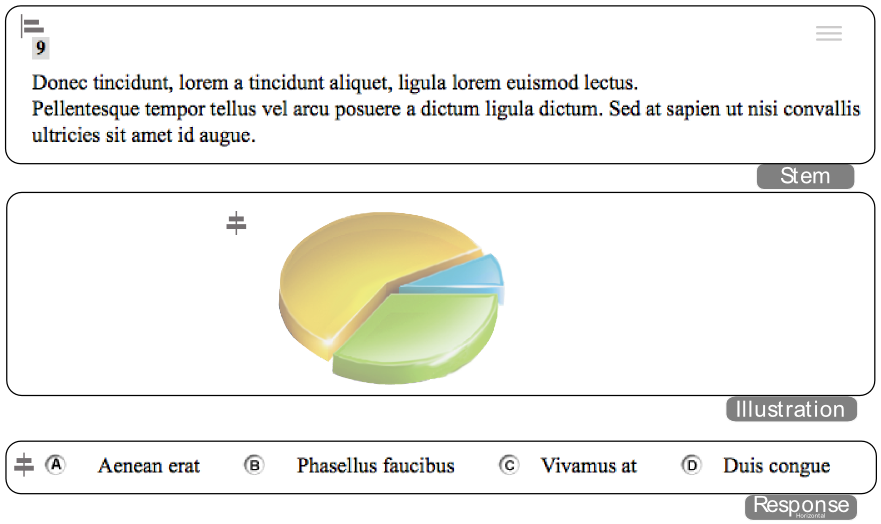 9
Donec tincidunt, lorem a tincidunt aliquet, ligula lorem euismod lectus.
Pellentesque tempor tellus vel arcu posuere a dictum ligula dictum. Sed at sapien ut nisi convallis
ultricies sit amet id augue.
Stem
Illustration
A Aenean erat B Phasellus faucibus C Vivamus at D Duis congue
Response
Horizontal